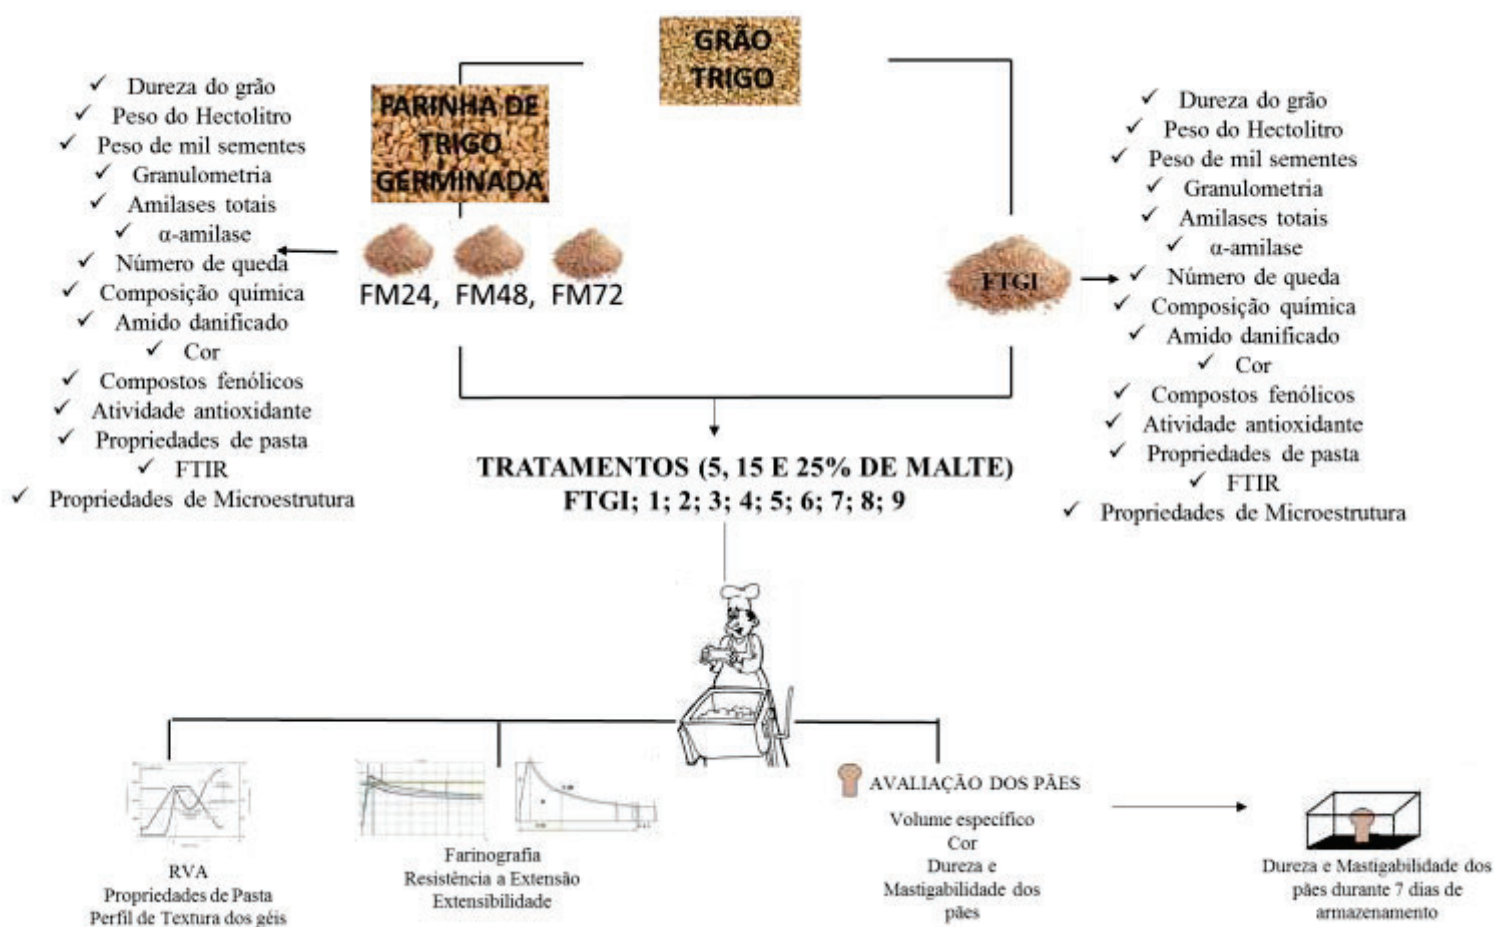 GRÃO
TRIGO
FARINHA DE
TRIGO
GERMINADA
✓ Dureza do grão
✓ Peso do Hectolitro
✓ Peso de mil sementes
✓ Granulometria
✓ Amilases totais
✓ α-amilase
✓ Número de queda
✓ Composição química
✓ Amido danificado
✓ Cor
✓ Compostos fenólicos
✓ Atividade antioxidante
✓ Propriedades de pasta
✓ FTIR
✓ Propriedades de Microestrutura
FM24, FM48, FM72
FTGI
✓ Dureza do grão
✓ Peso do Hectolitro
✓ Peso de mil sementes
✓ Granulometria
✓ Amilases totais
✓ α-amilase
✓ Número de queda
✓ Composição química
✓ Amido danificado
✓ Cor
✓ Compostos fenólicos
✓ Atividade antioxidante
✓ Propriedades de pasta
✓ FTIR
✓ Propriedades de Microestrutura
TRATAMENTOS (5, 15 E 25% DE MALTE)
FTGI; 1; 2; 3; 4; 5; 6; 7; 8; 9
RVA
Propriedades de Pasta
Perfil de Textura dos géis
Farinografia
Resistência a Extensão
Extensibilidade
AVALIAÇÃO DOS PÃES
Volume específico
Cor
Dureza e
Mastigabilidade dos
pães
Dureza e Mastigabilidade dos
pães durante 7 dias de
armazenamento